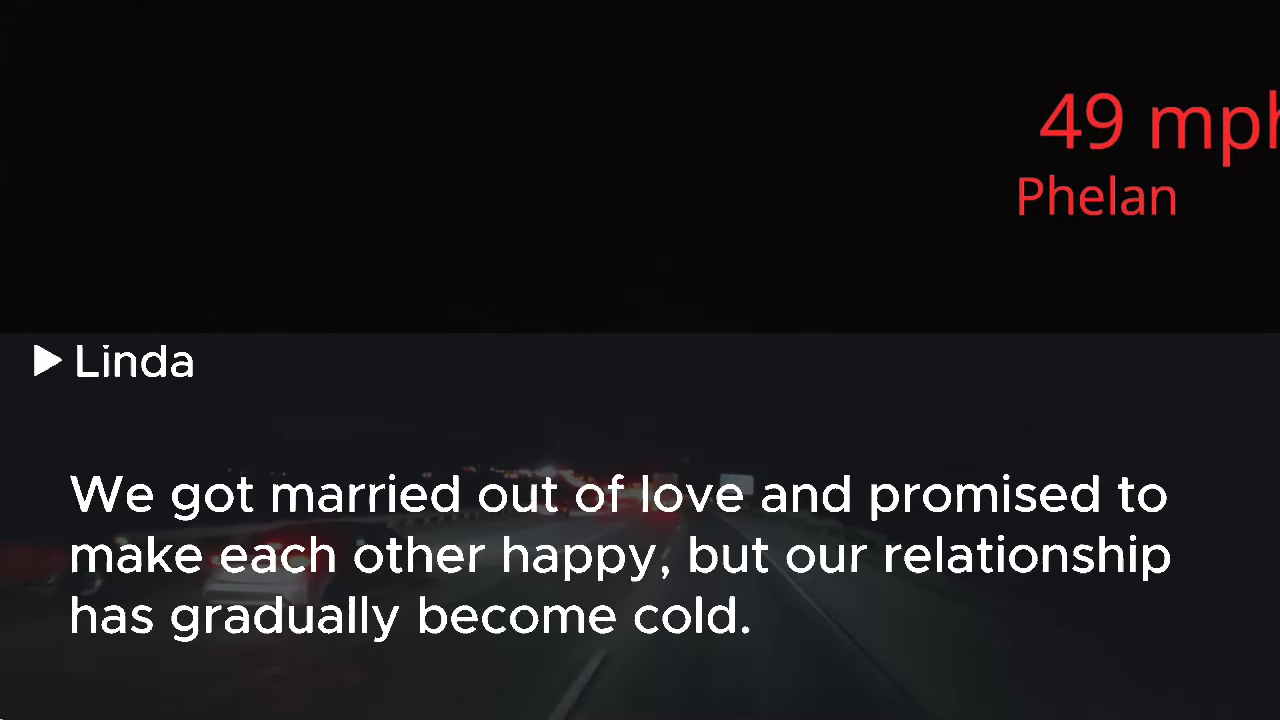 49 mph
Phelan
▶ Linda
We got married out of love and promised to
make each other happy, but our relationship
has gradually become cold.